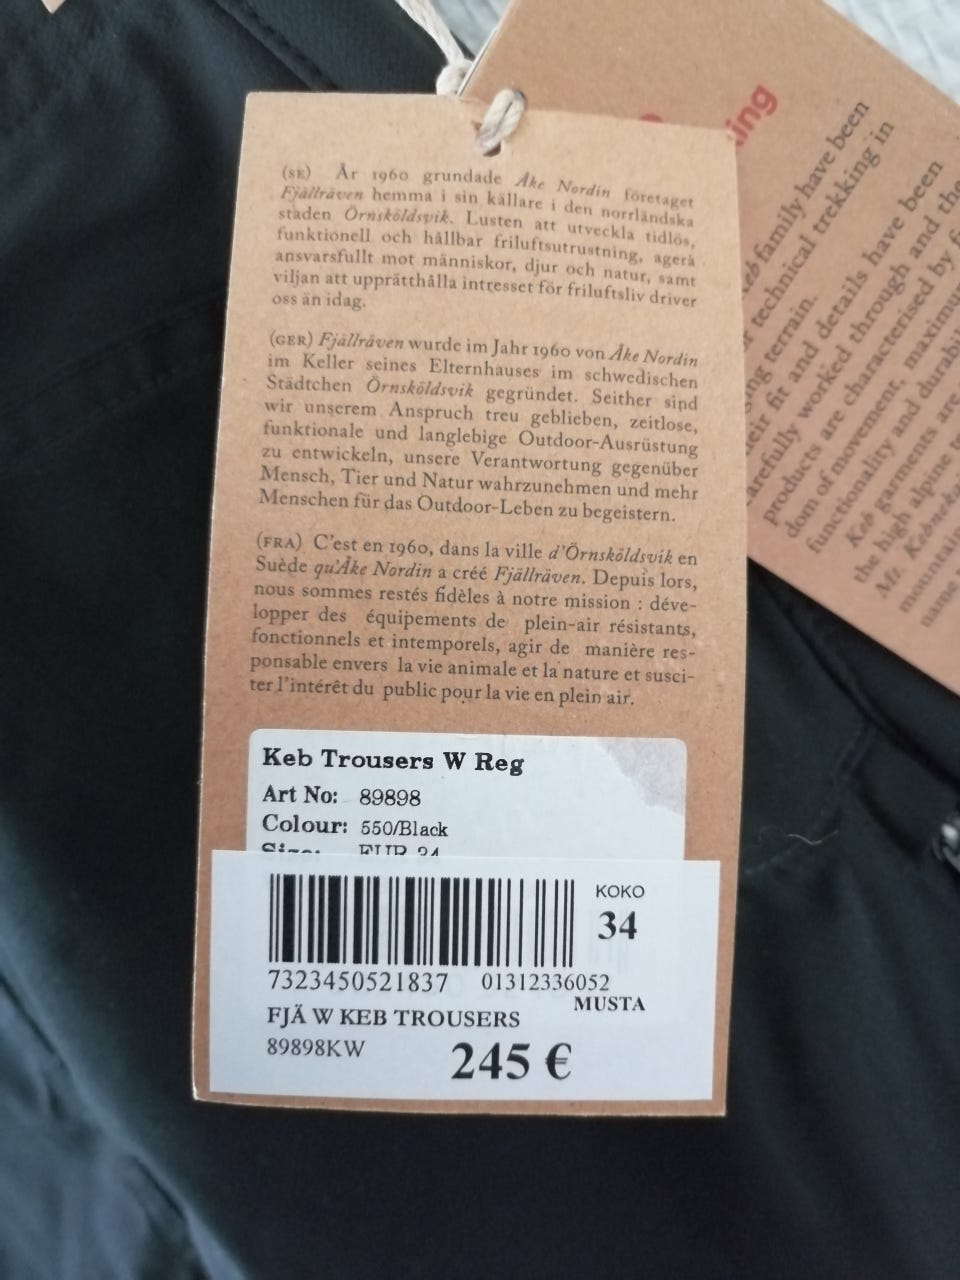 (SE) År 1960 grundade Åke Nordin företaget
Fjällräven hemma i sin källare i den norrländska
staden Örnsköldsvik. Lusten att utveckla tidlös,
funktionell och hållbar friluftsutrustning, agera
ansvarsfullt mot människor, djur och natur, samt
viljan att upprätthålla intresset för friluftsliv driver
oss än idag.
(GER) Fjällräven wurde im Jahr 1960 von Åke Nordin
im Keller seines Elternhauses im schwedischen
Städtchen Örnsköldsvik gegründet. Seither sind
wir unserem Anspruch treu geblieben, zeitlose,
funktionale und langlebige Outdoor-Ausrüstung
zu entwickeln, unsere Verantwortung gegenüber
Mensch, Tier und Natur wahrzunehmen und mehr
Menschen für das Outdoor-Leben zu begeistern.
(FRA) C'est en 1960, dans la ville d'Örnsköldsvik en
Suède qu'Åke Nordin a créé Fjällräven. Depuis lors,
nous sommes restés fidèles à notre mission : déve-
lopper des équipements de plein-air résistants,
fonctionnels et intemporels, agir de manière res-
ponsable envers la vie animale et la nature et susci-
ter l'intérêt du public pour la vie en plein air.
Keb Trousers W Reg
Art No: 89898
Colour: 550/Black
Size: EUR 34
KOKO
34
7323450521837 01312336052
MUSTA
FJÄ W KEB TROUSERS
89898KW
245 €
king
Keb family have been
technical trekking in
terrain.
fit and details have been
carefully worked through and the
products are characterised by
dom of movement, maximum
functionality and
Keb garments are
the high alpine
Mt.
name